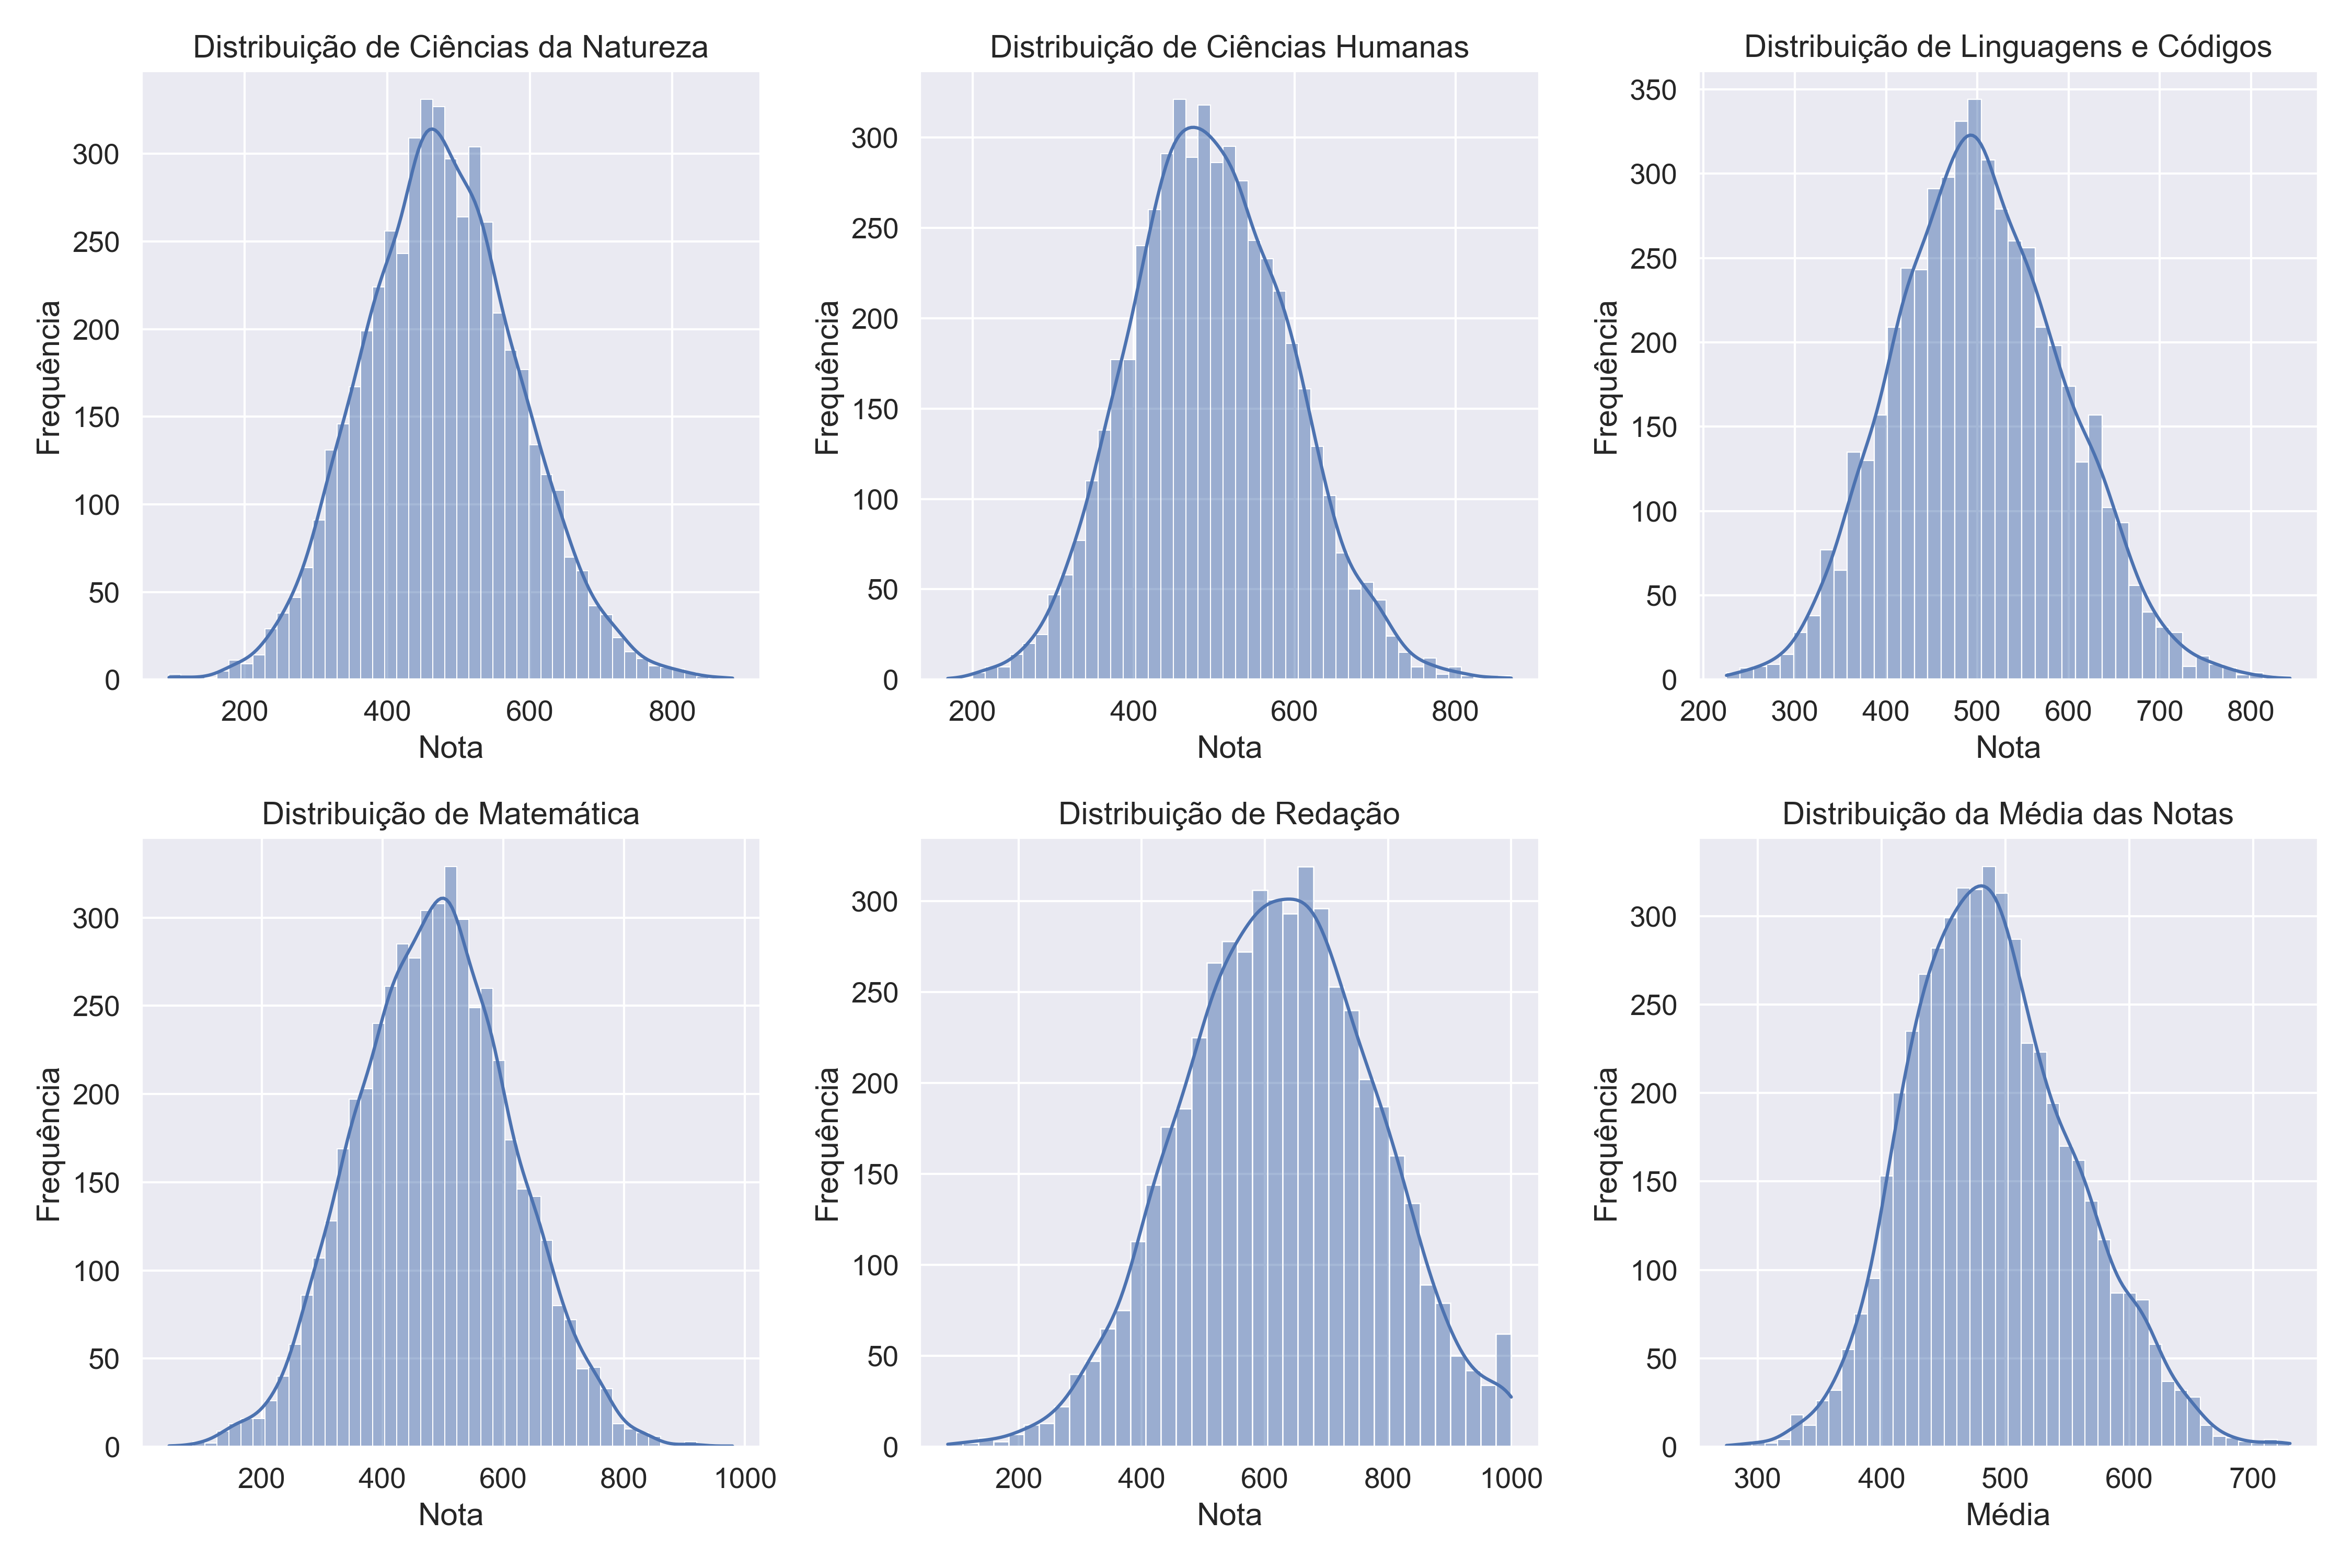 Distribuição de Ciências da Natureza
Frequência
300
250
200
150
100
50
0
200 400 600 800
Nota
Distribuição de Ciências Humanas
Frequência
300
250
200
150
100
50
0
200 400 600 800
Nota
Distribuição de Linguagens e Códigos
Frequência
350
300
250
200
150
100
50
0
200 300 400 500 600 700 800
Nota
Distribuição de Matemática
Frequência
300
250
200
150
100
50
0
200 400 600 800 1000
Nota
Distribuição de Redação
Frequência
300
250
200
150
100
50
0
200 400 600 800 1000
Nota
Distribuição da Média das Notas
Frequência
300
250
200
150
100
50
0
300 400 500 600 700
Média